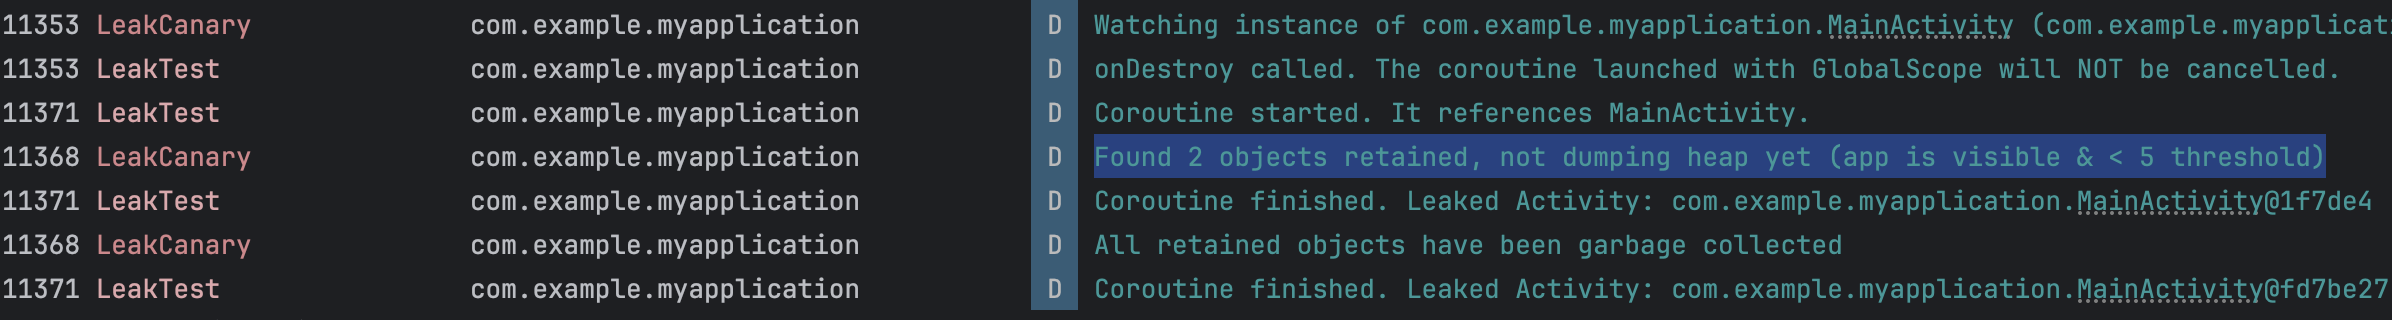 11353 LeakCanary com.example.myapplication D Watching instance of com.example.myapplication.MainActivity (com.example.myapplicati
11353 LeakTest com.example.myapplication D onDestroy called. The coroutine launched with GlobalScope will NOT be cancelled.
11371 LeakTest com.example.myapplication D Coroutine started. It references MainActivity.
11368 LeakCanary com.example.myapplication D Found 2 objects retained, not dumping heap yet (app is visible & < 5 threshold)
11371 LeakTest com.example.myapplication D Coroutine finished. Leaked Activity: com.example.myapplication.MainActivity@1f7de4
11368 LeakCanary com.example.myapplication D All retained objects have been garbage collected
11371 LeakTest com.example.myapplication D Coroutine finished. Leaked Activity: com.example.myapplication.MainActivity@fd7be27